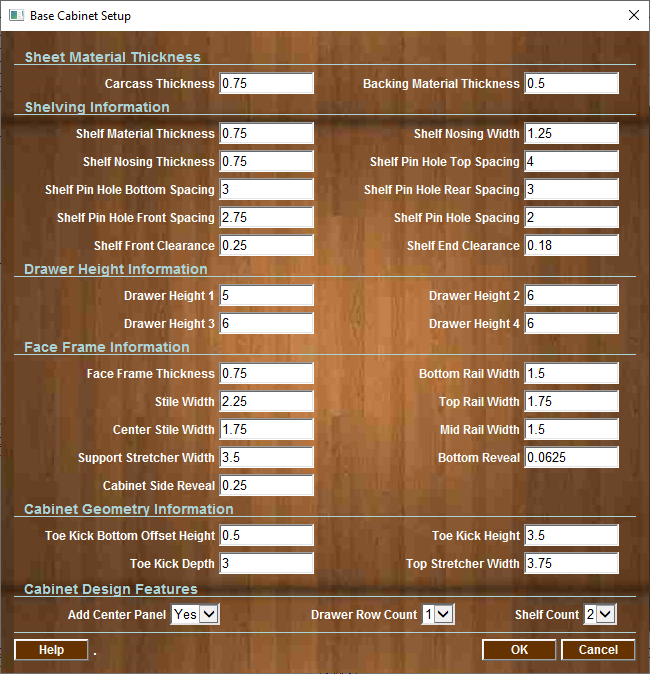 Base Cabinet Setup
Sheet Material Thickness
Carcass Thickness 0.75 Backing Material Thickness 0.5
Shelving Information
Shelf Material Thickness 0.75 Shelf Nosing Width 1.25
Shelf Nosing Thickness 0.75 Shelf Pin Hole Top Spacing 4
Shelf Pin Hole Bottom Spacing 3 Shelf Pin Hole Rear Spacing 3
Shelf Pin Hole Front Spacing 2.75 Shelf Pin Hole Spacing 2
Shelf Front Clearance 0.25 Shelf End Clearance 0.18
Drawer Height Information
Drawer Height 1 5 Drawer Height 2 6
Drawer Height 3 6 Drawer Height 4 6
Face Frame Information
Face Frame Thickness 0.75 Bottom Rail Width 1.5
Stile Width 2.25 Top Rail Width 1.75
Center Stile Width 1.75 Mid Rail Width 1.5
Support Stretcher Width 3.5 Bottom Reveal 0.0625
Cabinet Side Reveal 0.25
Cabinet Geometry Information
Toe Kick Bottom Offset Height 0.5 Toe Kick Height 3.5
Toe Kick Depth 3 Top Stretcher Width 3.75
Cabinet Design Features
Add Center Panel Yes Drawer Row Count 1 Shelf Count 2
Help . OK Cancel